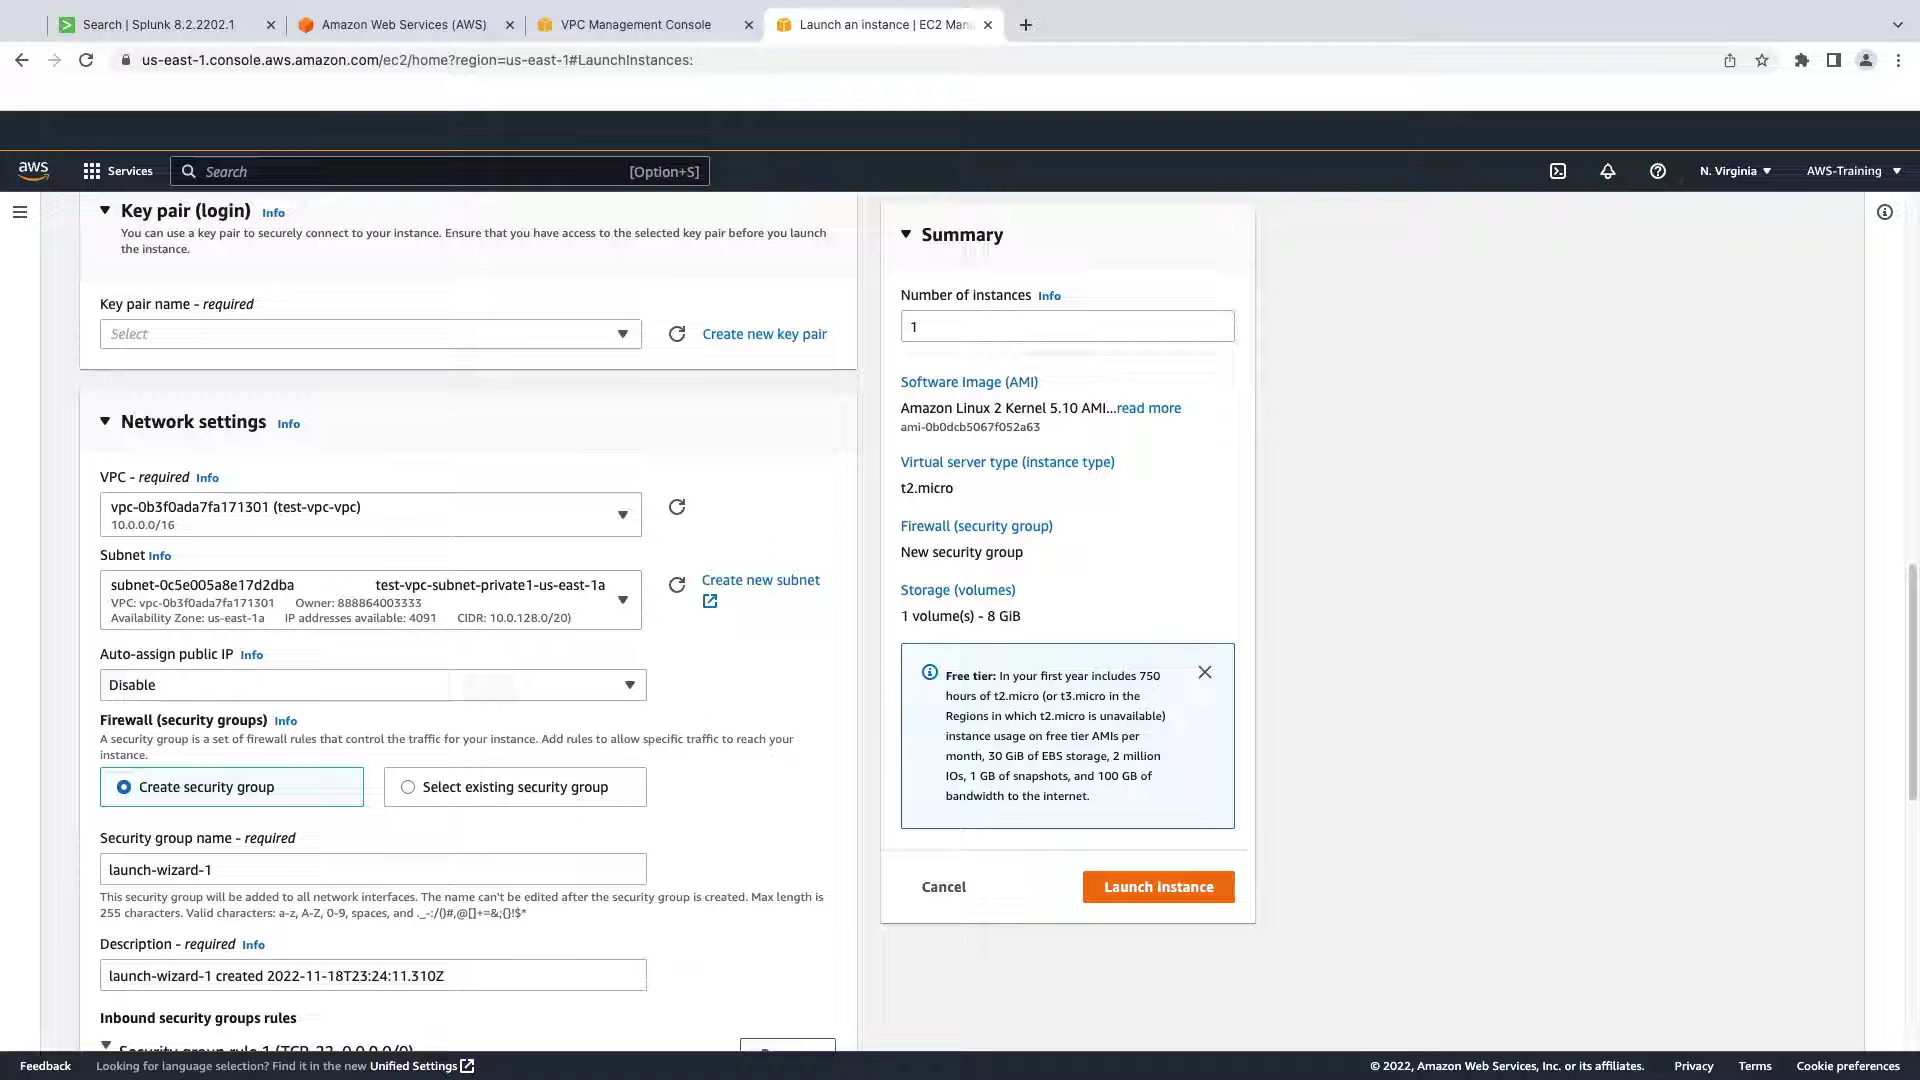 Search | Splunk 8.2.2202.1
Amazon Web Services (AWS)
VPC Management Console
Launch an instance | EC2 Man
us-east-1.console.aws.amazon.com/ec2/home?region=us-east-1#LaunchInstances:
aws
Services
Search
[Option+S]
N. Virginia
AWS-Training
Key pair (login) Info
You can use a key pair to securely connect to your instance. Ensure that you have access to the selected key pair before you launch
the instance.
Key pair name - required
Select
Create new key pair
Network settings Info
VPC - required Info
vpc-0b3f0ada7fa171301 (test-vpc-vpc)
10.0.0.0/16
Subnet Info
subnet-0c5e005a8e17d2dba test-vpc-subnet-private1-us-east-1a
VPC: vpc-0b3f0ada7fa171301 Owner: 888864003333
Availability Zone: us-east-1a IP addresses available: 4091 CIDR: 10.0.128.0/20)
Create new subnet
Auto-assign public IP Info
Disable
Firewall (security groups) Info
A security group is a set of firewall rules that control the traffic for your instance. Add rules to allow specific traffic to reach your
instance.
Create security group
Select existing security group
Security group name - required
launch-wizard-1
This security group will be added to all network interfaces. The name can't be edited after the security group is created. Max length is
255 characters. Valid characters: a-z, A-Z, 0-9, spaces, and ._-:/()#,@[]+=&;{}!$*
Description - required Info
launch-wizard-1 created 2022-11-18T23:24:11.310Z
Inbound security groups rules
Security group rule 1 (TCP, 22, 0.0.0.0/0)
Summary
Number of instances Info
1
Software Image (AMI)
Amazon Linux 2 Kernel 5.10 AMI...read more
ami-0b0dcb5067f052a63
Virtual server type (instance type)
t2.micro
Firewall (security group)
New security group
Storage (volumes)
1 volume(s) - 8 GiB
Free tier: In your first year includes 750
hours of t2.micro (or t3.micro in the
Regions in which t2.micro is unavailable)
instance usage on free tier AMIs per
month, 30 GiB of EBS storage, 2 million
IOs, 1 GB of snapshots, and 100 GB of
bandwidth to the internet.
Cancel
Launch instance
Feedback
Looking for language selection? Find it in the new Unified Settings
© 2022, Amazon Web Services, Inc. or its affiliates.
Privacy
Terms
Cookie preferences